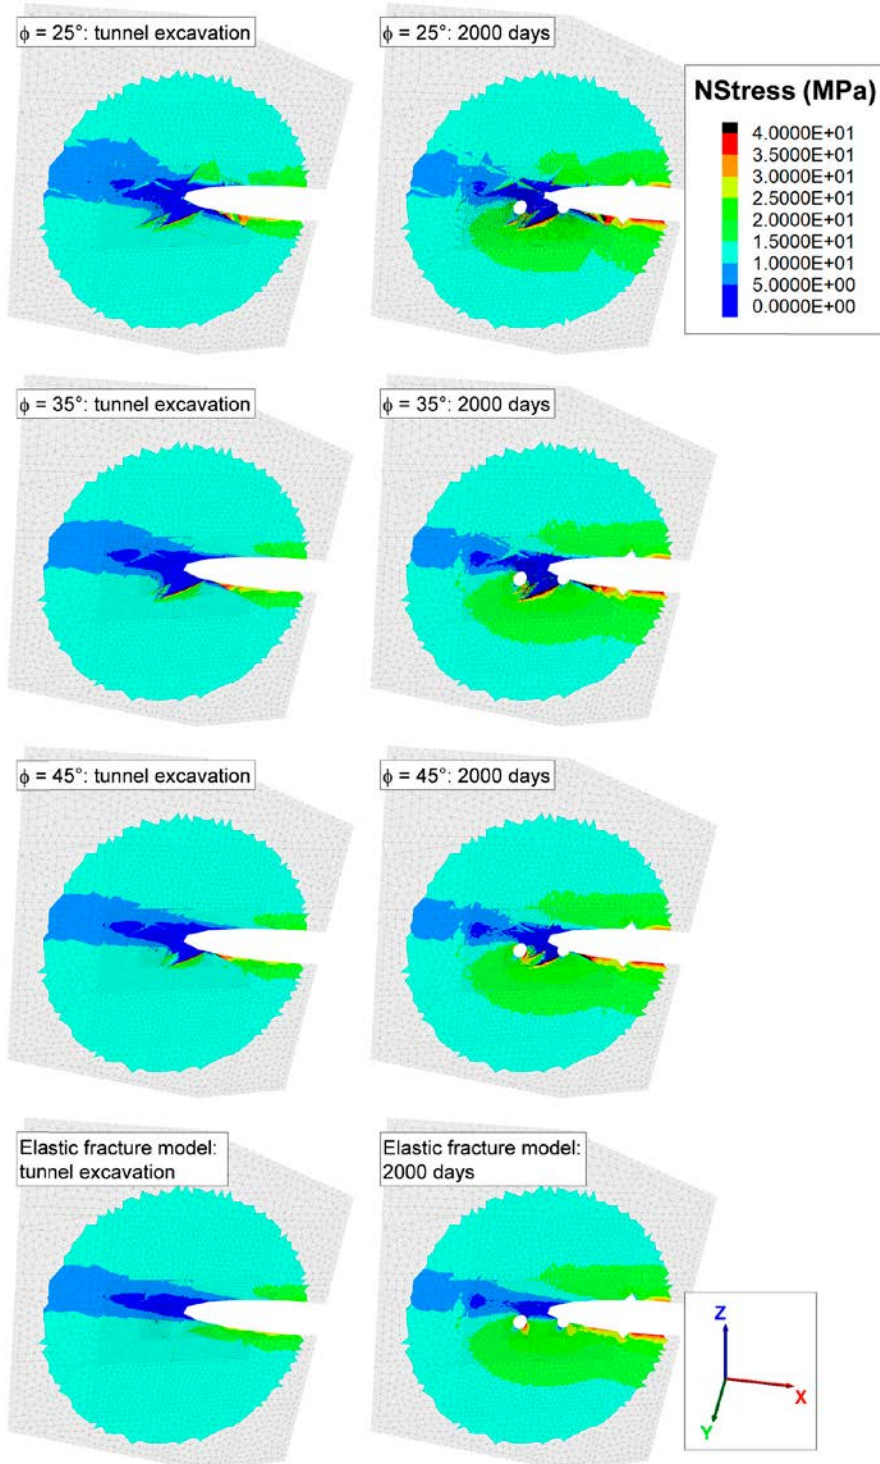 ϕ = 25°: tunnel excavation
ϕ = 25°: 2000 days
NStress (MPa)
4.0000E+01
3.5000E+01
3.0000E+01
2.5000E+01
2.0000E+01
1.5000E+01
1.0000E+01
5.0000E+00
0.0000E+00
ϕ = 35°: tunnel excavation
ϕ = 35°: 2000 days
ϕ = 45°: tunnel excavation
ϕ = 45°: 2000 days
Elastic fracture model:
tunnel excavation
Elastic fracture model:
2000 days
Z
X
Y